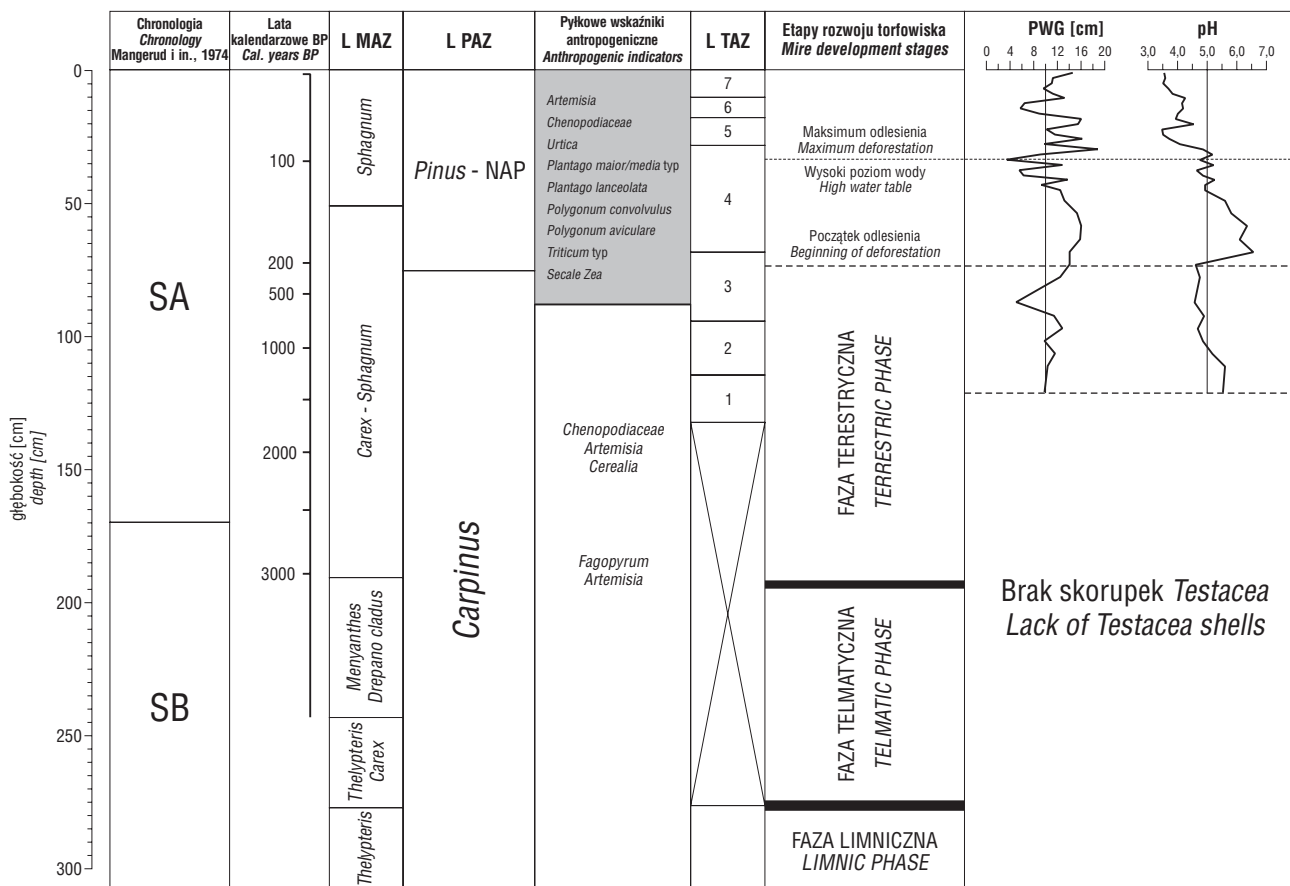 Chronologia
Chronology
Mangerud i in., 1974
Lata
kalendarzowe BP
Cal. years BP
L MAZ
L PAZ
Pyłkowe wskaźniki
antropogeniczne
Anthropogenic indicators
L TAZ
Etapy rozwoju torfowiska
Mire development stages
PWG [cm]
0 4 8 12 16 20
pH
3,0 4,0 5,0 6,0 7,0
głębokość [cm]
depth [cm]
0
50
100
150
200
250
300
SA
SB
100
200
500
1000
2000
3000
Sphagnum
Carex - Sphagnum
Menyanthes
Drepano cladus
Thelypteris
Carex
Thelypteris
Pinus - NAP
Carpinus
Artemisia
Chenopodiaceae
Urtica
Plantago maior/media typ
Plantago lanceolata
Polygonum convolvulus
Polygonum aviculare
Triticum typ
Secale Zea
Chenopodiaceae
Artemisia
Cerealia
Fagopyrum
Artemisia
7
6
5
4
3
2
1
Maksimum odlesienia
Maximum deforestation
Wysoki poziom wody
High water table
Początek odlesienia
Beginning of deforestation
FAZA TERESTRYCZNA
TERRESTRIC PHASE
FAZA TELMATYCZNA
TELMATIC PHASE
FAZA LIMNICZNA
LIMNIC PHASE
Brak skorupek Testacea
Lack of Testacea shells